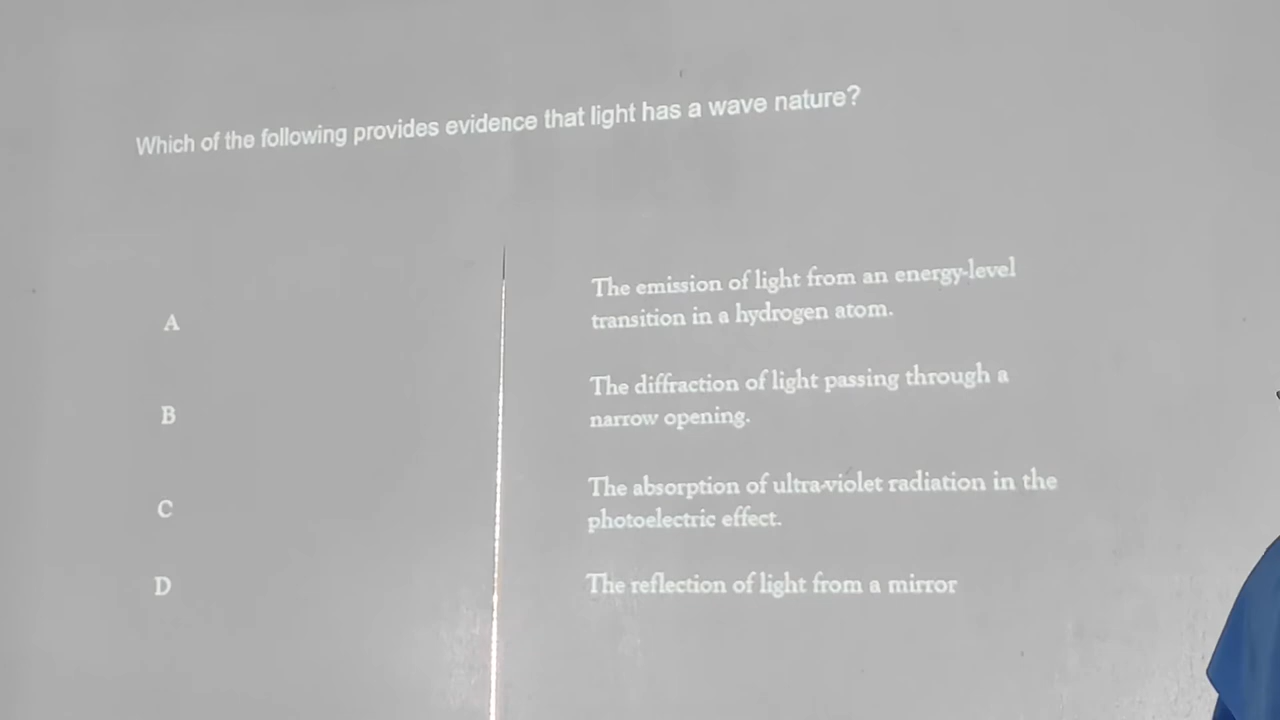 Which of the following provides evidence that light has a wave nature?
A
The emission of light from an energy-level
transition in a hydrogen atom.
B
The diffraction of light passing through a
narrow opening.
C
The absorption of ultra-violet radiation in the
photoelectric effect.
D
The reflection of light from a mirror